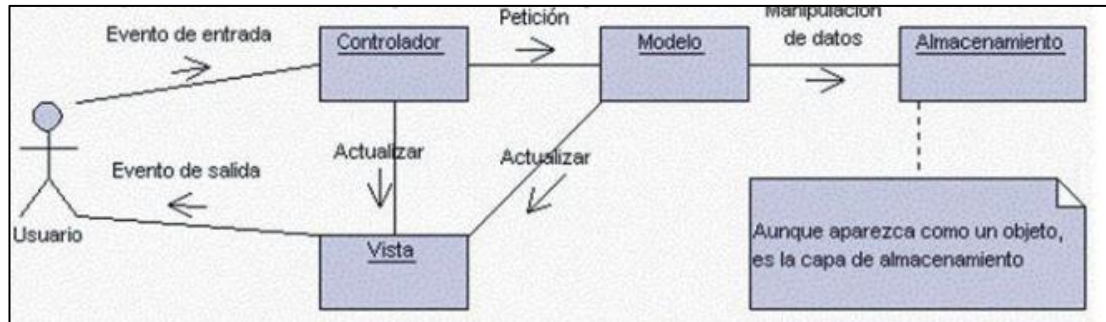 Petición
Manipulación
Evento de entrada
Controlador
Modelo
de datos
Almacenamiento
Actualizar
Actualizar
Evento de salida
Usuario
Vista
Aunque aparezca como un objeto,
es la capa de almacenamiento